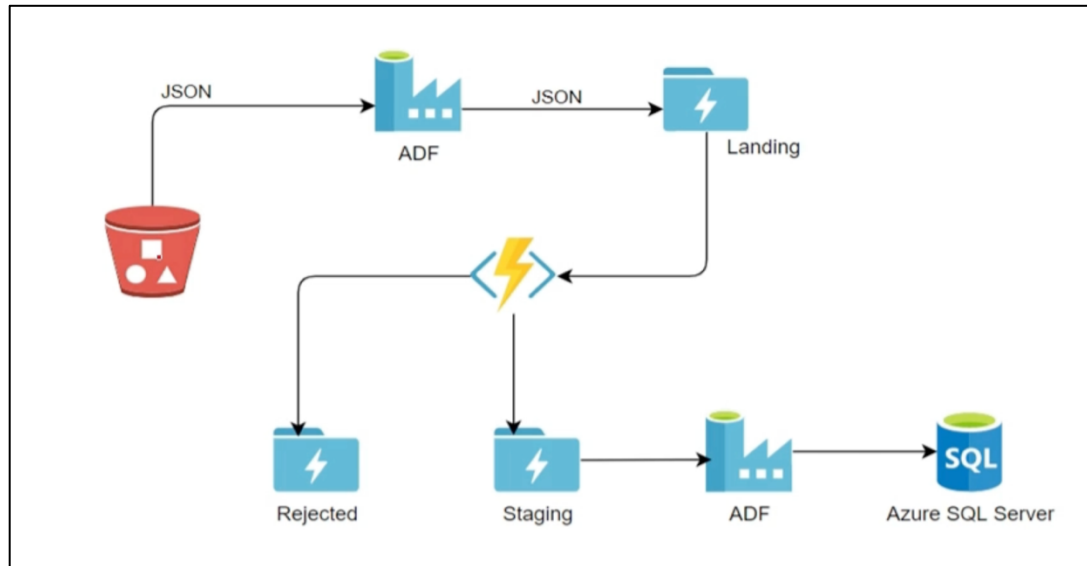 JSON
JSON
ADF
Landing
Rejected
Staging
ADF
SQL
Azure SQL Server